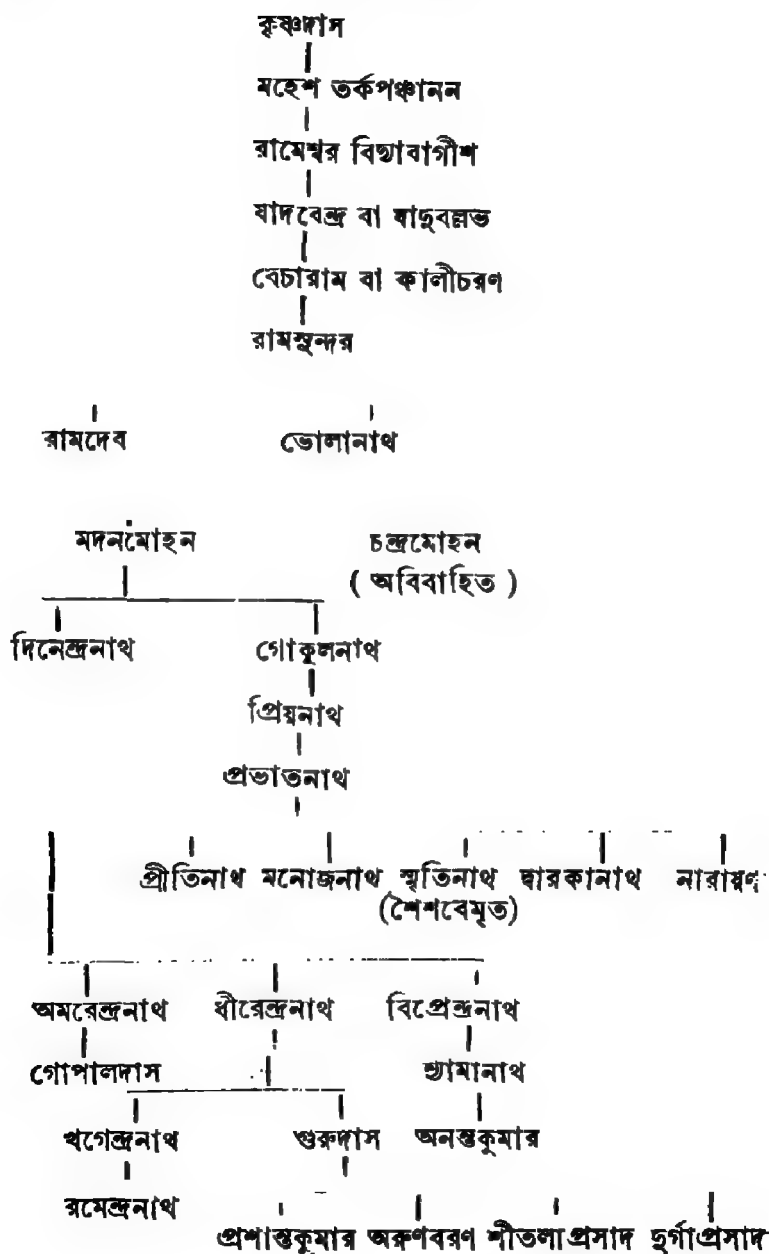 কৃষ্ণদাস
মহেশ তর্কপঞ্চানন
রামেশ্বর বিদ্যাবাগীশ
যাদবেন্দ্র বা যাদুবল্লভ
বেচারাম বা কালীচরণ
রামসুন্দর
রামদেব ভোলানাথ
মদনমোহন চন্দ্রমোহন
( অবিবাহিত )
দিনেন্দ্রনাথ গোকুলনাথ
প্রিয়নাথ
প্রভাতনাথ
প্রীতিনাথ মনোজনাথ স্মৃতিনাথ দ্বারকানাথ নারায়ণ
(শৈশবেমৃত)
অমরেন্দ্রনাথ ধীরেন্দ্রনাথ বিপ্রেন্দ্রনাথ
গোপালদাস শ্যামানাথ
খগেন্দ্রনাথ গুরুদাস অনন্তকুমার
রমেন্দ্রনাথ
প্রশান্তকুমার অরুণবরণ শীতলাপ্রসাদ দুর্গাপ্রসাদ